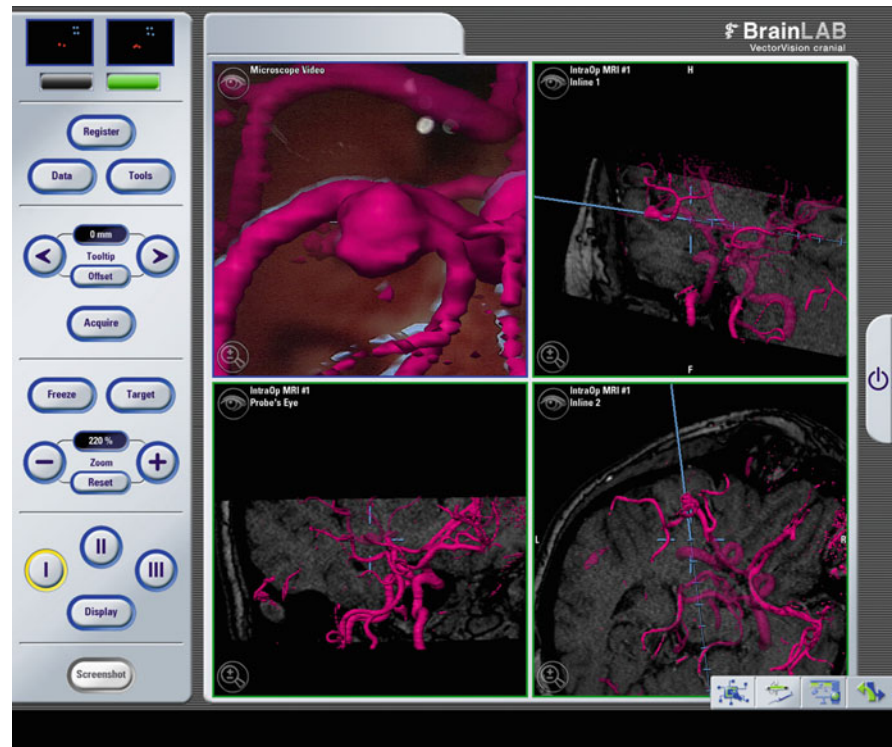 BrainLAB
VectorVision cranial
Register
Data
Tools
0 mm
Tooltip
Offset
Acquire
Freeze
Target
220 %
Zoom
Reset
I
II
III
Display
Screenshot
Microscope Video
IntraOp MRI #1
Inline 1
H
F
IntraOp MRI #1
Probe's Eye
IntraOp MRI #1
Inline 2
L
R